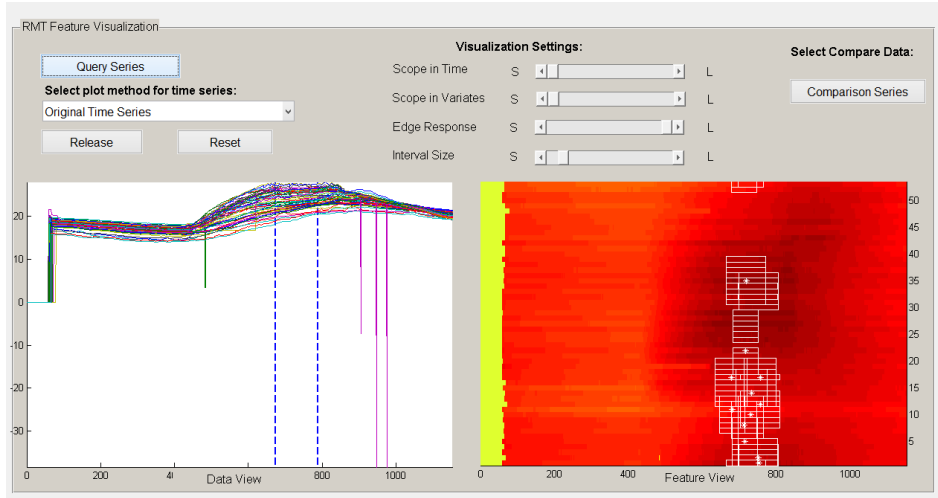 RMT Feature Visualization
Query Series
Select plot method for time series:
Original Time Series
Release Reset
Visualization Settings:
Scope in Time S L
Scope in Variates S L
Edge Response S L
Interval Size S L
Select Compare Data:
Comparison Series
20
10
0
-10
-20
-30
0 200 4( 800 1000
Data View
50
45
40
35
30
25
20
15
10
5
0 200 400 800 1000
Feature View